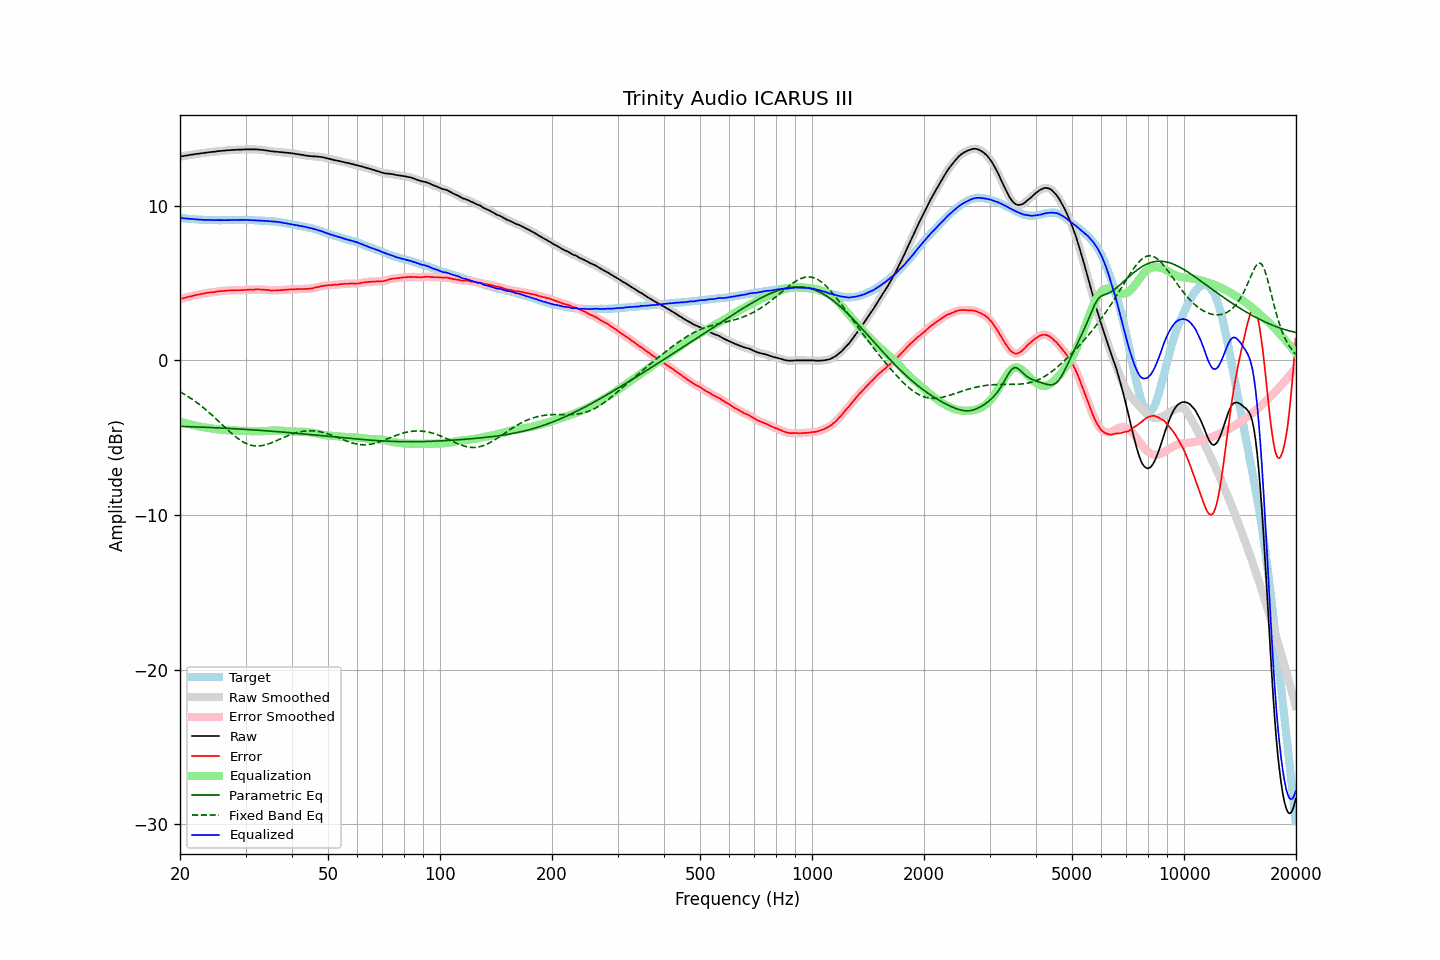 Trinity Audio ICARUS III
Amplitude (dBr)
10
0
−10
−20
−30
Target
Raw Smoothed
Error Smoothed
Raw
Error
Equalization
Parametric Eq
Fixed Band Eq
Equalized
20 50 100 200 500 1000 2000 5000 10000 20000
Frequency (Hz)